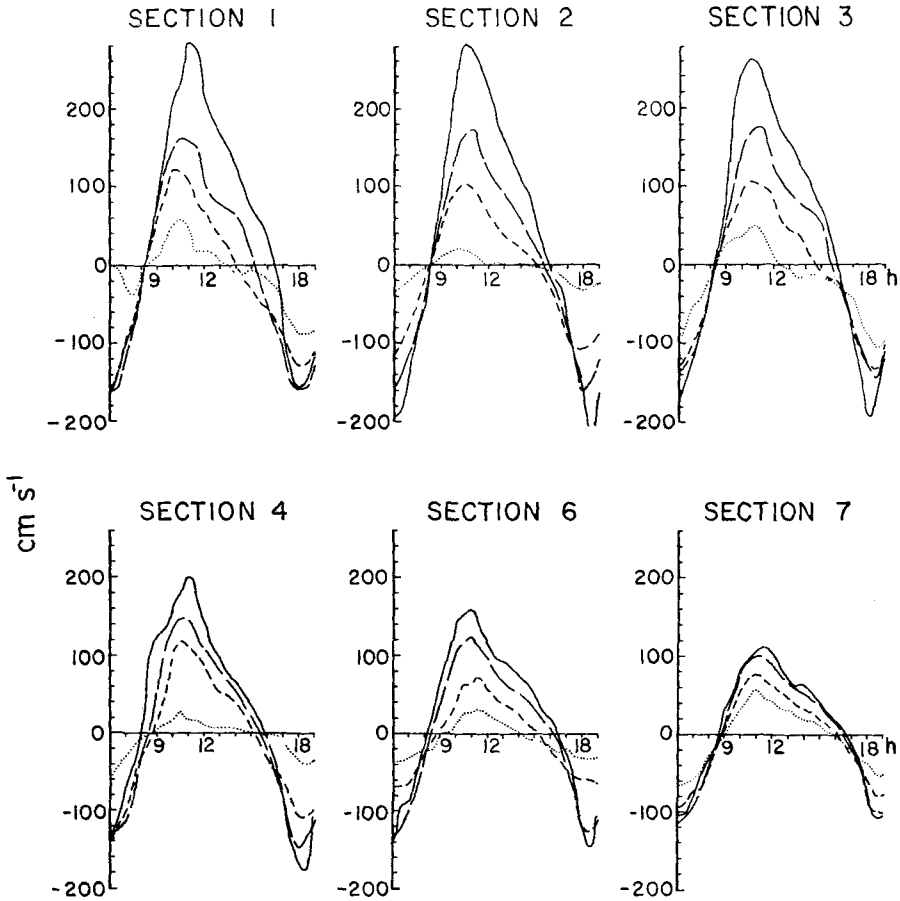 SECTION 1 SECTION 2 SECTION 3
200 200 200
100 100 100
0 9 12 18 0 9 12 18 0 9 12 18 h
-100 -100 -100
-200 -200 -200
cm s⁻¹
SECTION 4 SECTION 6 SECTION 7
200 200 200
100 100 100
0 9 12 18 0 9 12 18 0 9 12 18 h
-100 -100 -100
-200 -200 -200